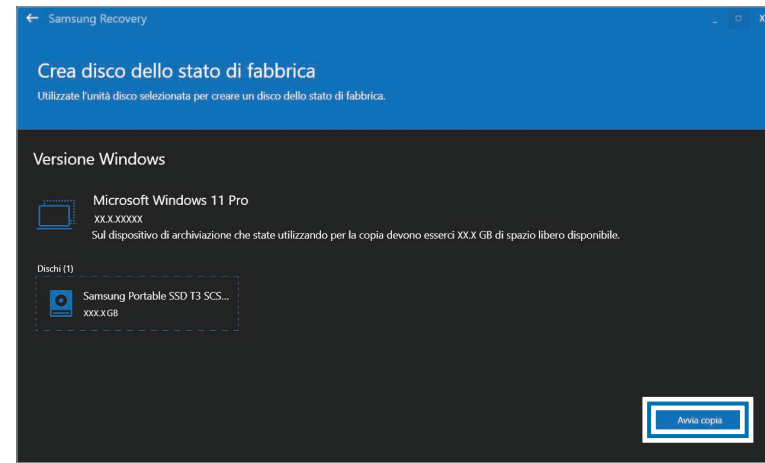 Samsung Recovery
Crea disco dello stato di fabbrica
Utilizzate l'unità disco selezionata per creare un disco dello stato di fabbrica.
Versione Windows
Microsoft Windows 11 Pro
XX.X.XXXXX
Sul dispositivo di archiviazione che state utilizzando per la copia devono esserci XX.X GB di spazio libero disponibile.
Dischi (1)
Samsung Portable SSD T3 SCS...
XXX.X GB
Avvia copia